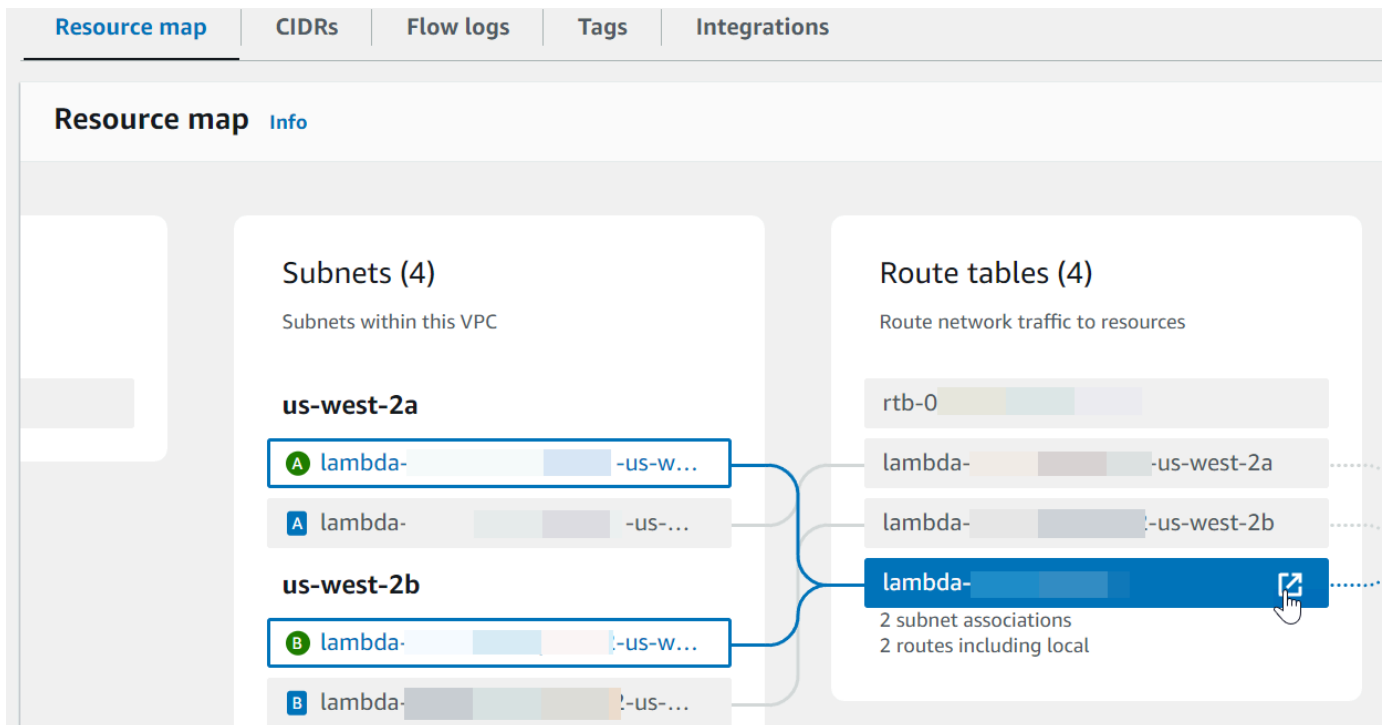 Resource map
CIDRs
Flow logs
Tags
Integrations
Resource map Info
Subnets (4)
Subnets within this VPC
us-west-2a
A lambda- -us-w...
A lambda- -us-...
us-west-2b
B lambda- -us-w...
B lambda- -us-...
Route tables (4)
Route network traffic to resources
rtb-0
lambda- -us-west-2a
lambda- -us-west-2b
lambda-
2 subnet associations
2 routes including local